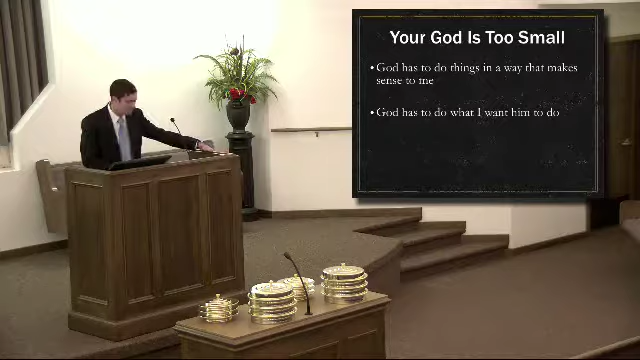 Your God Is Too Small
• God has to do things in a way that makes
sense to me
• God has to do what I want him to do